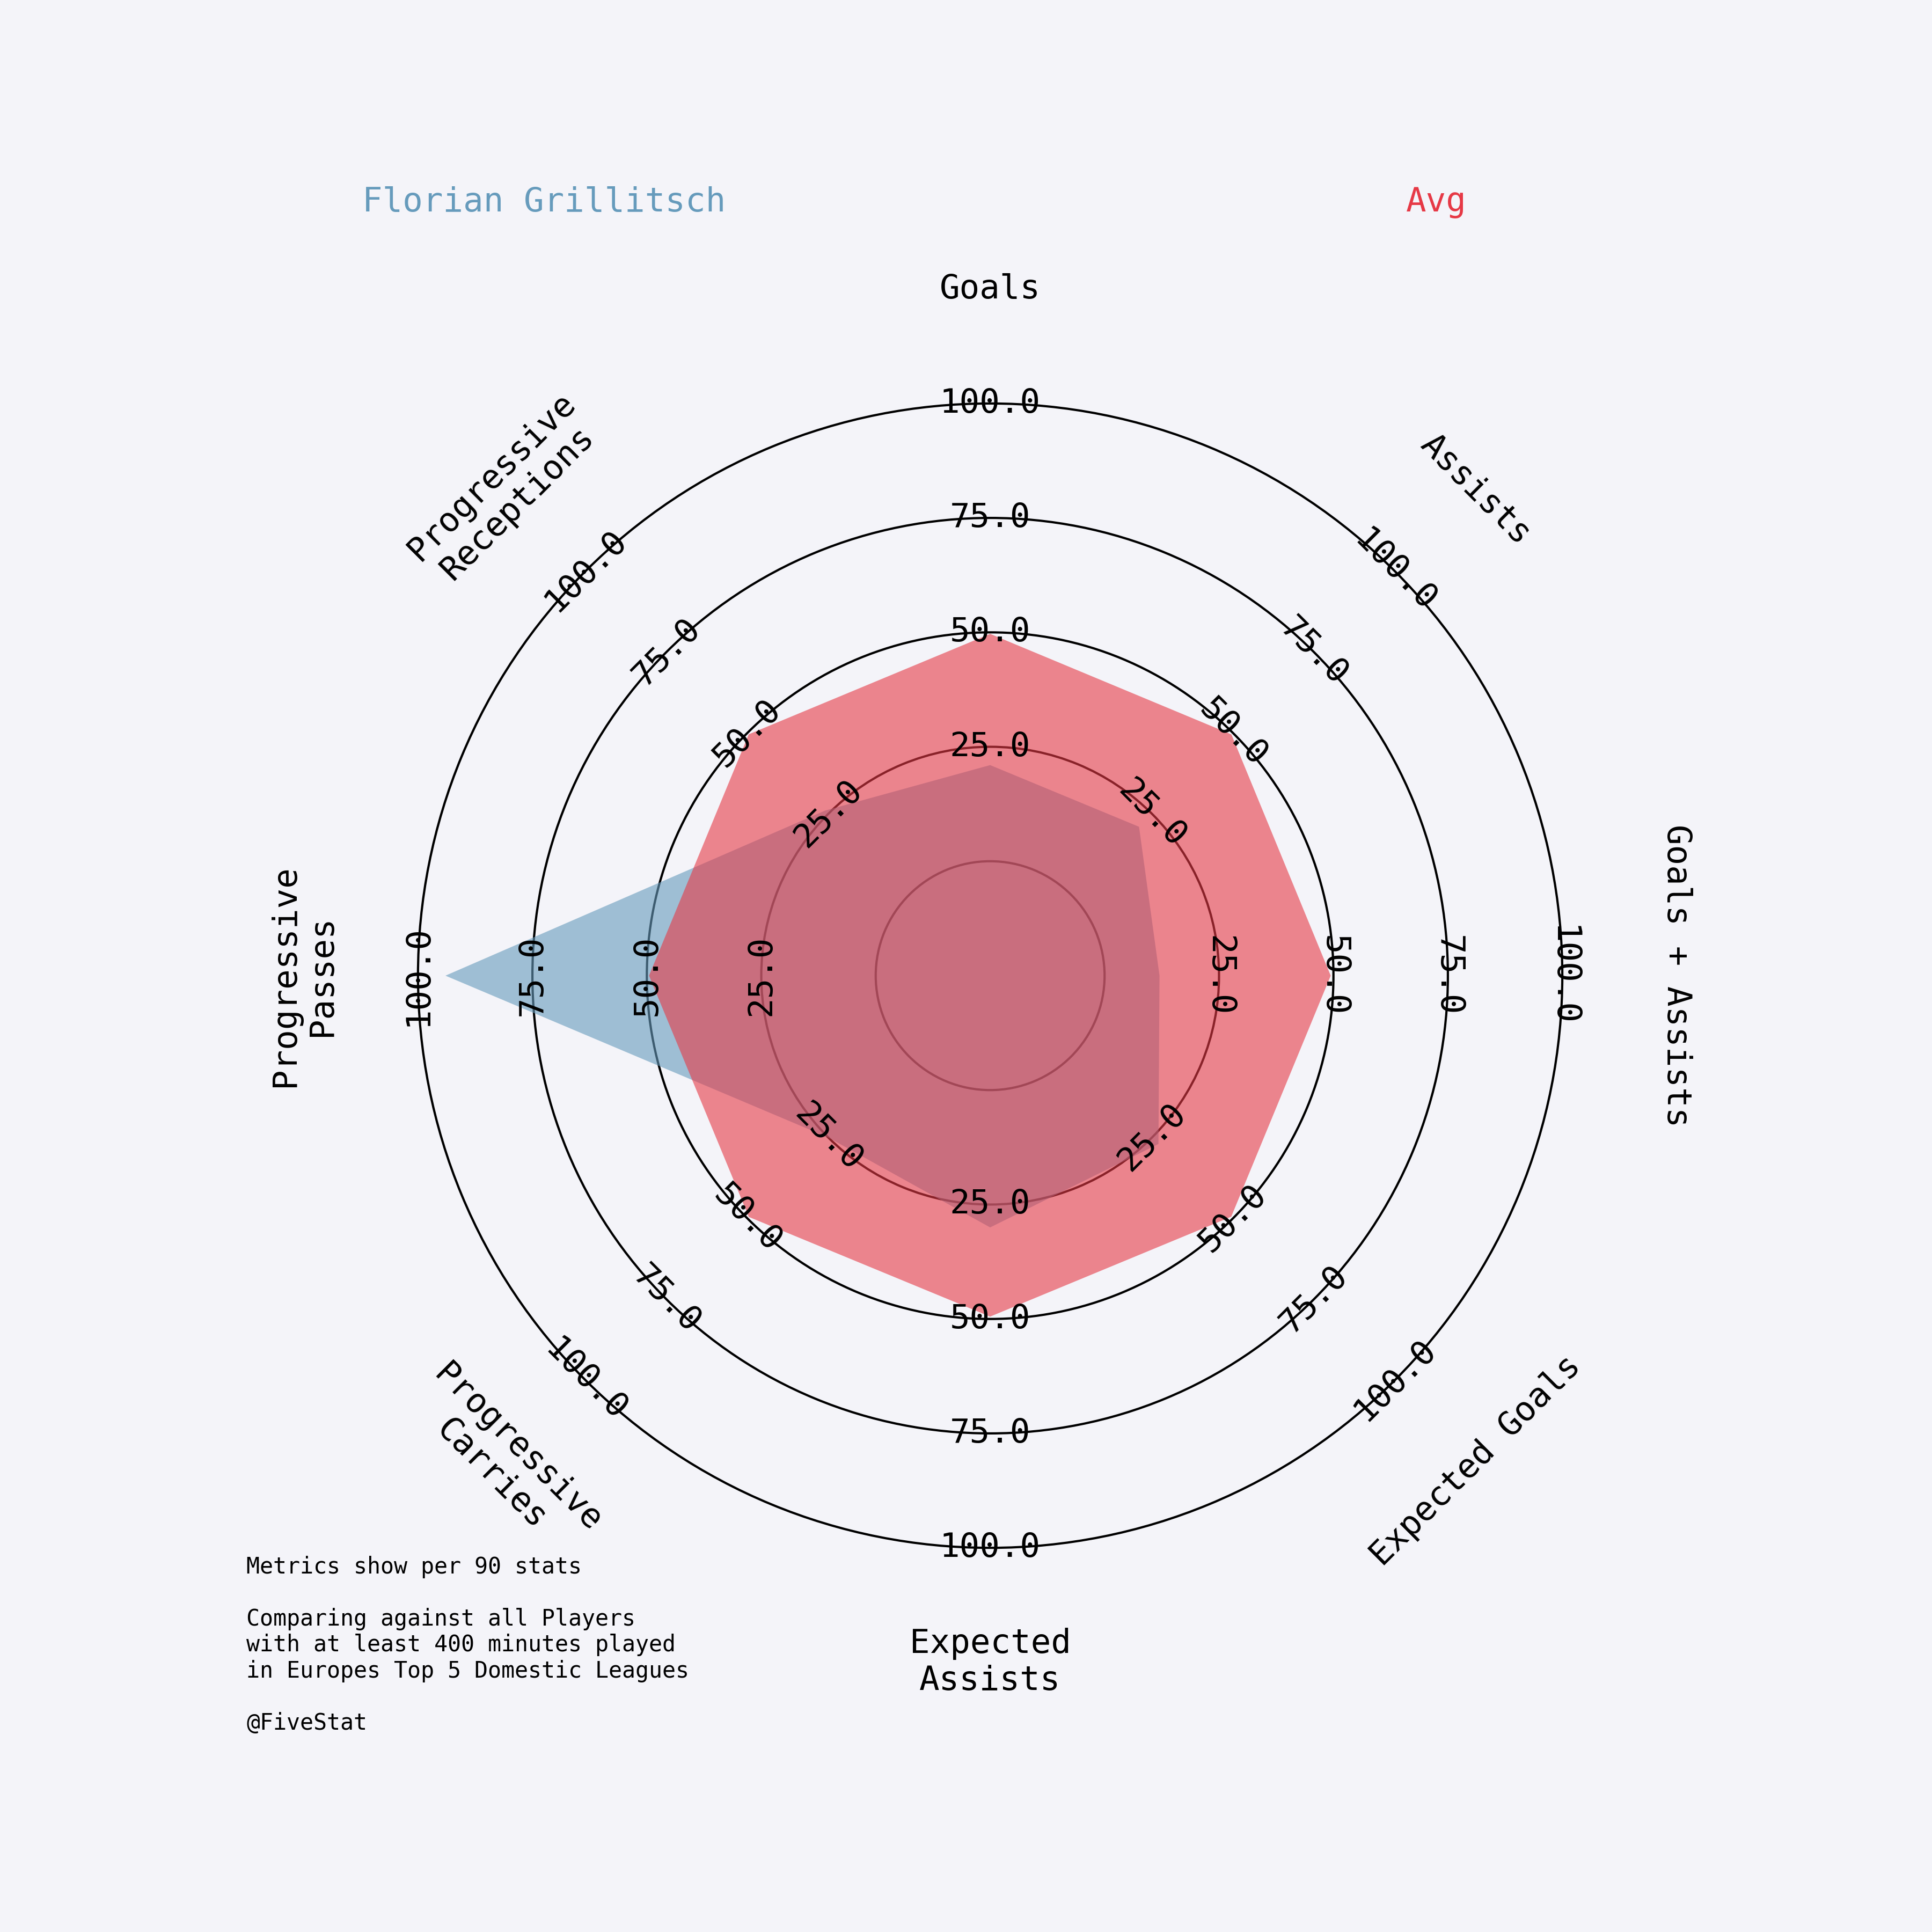 Florian Grillitsch
Avg
Goals
Assists
Goals + Assists
Expected Goals
Expected
Assists
Progressive
Carries
Progressive
Passes
Progressive
Receptions
25.0
50.0
75.0
100.0
25.0
50.0
75.0
100.0
25.0
50.0
75.0
100.0
25.0
50.0
75.0
100.0
25.0
50.0
75.0
100.0
25.0
50.0
75.0
100.0
25.0
50.0
75.0
100.0
25.0
50.0
75.0
100.0
Metrics show per 90 stats
Comparing against all Players
with at least 400 minutes played
in Europes Top 5 Domestic Leagues
@FiveStat